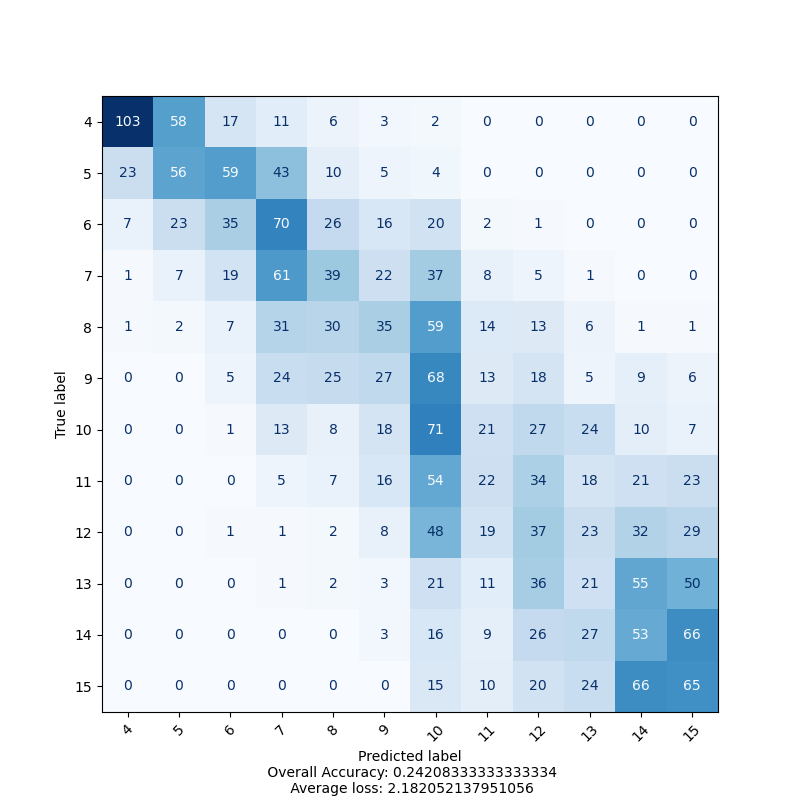 4 103 58 17 11 6 3 2 0 0 0 0 0
5 23 56 59 43 10 5 4 0 0 0 0 0
6 7 23 35 70 26 16 20 2 1 0 0 0
7 1 7 19 61 39 22 37 8 5 1 0 0
8 1 2 7 31 30 35 59 14 13 6 1 1
9 0 0 5 24 25 27 68 13 18 5 9 6
True label
10 0 0 1 13 8 18 71 21 27 24 10 7
11 0 0 0 5 7 16 54 22 34 18 21 23
12 0 0 1 1 2 8 48 19 37 23 32 29
13 0 0 0 1 2 3 21 11 36 21 55 50
14 0 0 0 0 0 3 16 9 26 27 53 66
15 0 0 0 0 0 0 15 10 20 24 66 65
4 5 6 7 8 9 10 11 12 13 14 15
Predicted label
Overall Accuracy: 0.24208333333333334
Average loss: 2.182052137951056